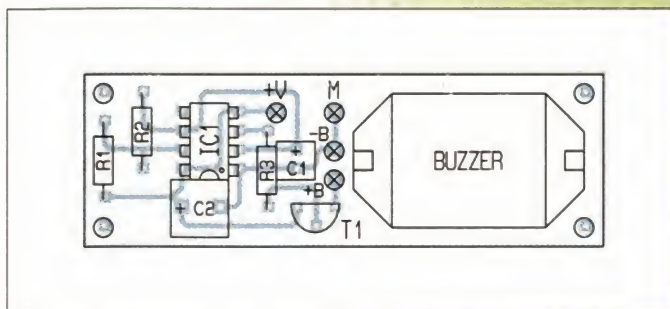 +V
M
R2
IC1
-B
R1
R3
+
C1
BUZZER
+B
+
C2
T1